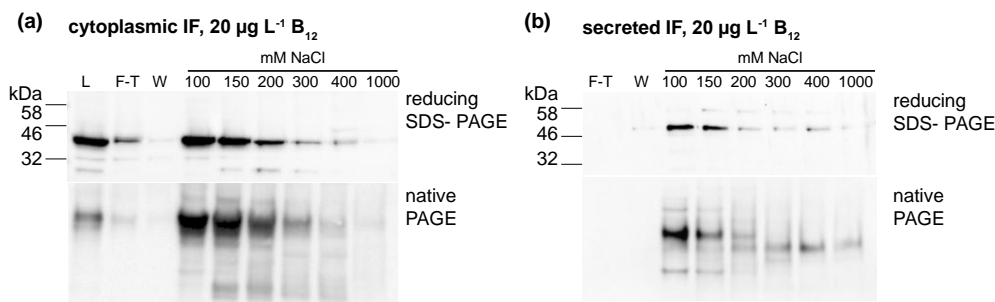 (a) cytoplasmic IF, 20 µg L⁻¹ B₁₂
mM NaCl
L F-T W 100 150 200 300 400 1000
kDa
58
46
32
reducing
SDS- PAGE
native
PAGE
(b) secreted IF, 20 µg L⁻¹ B₁₂
mM NaCl
F-T W 100 150 200 300 400 1000
kDa
58
46
32
reducing
SDS- PAGE
native
PAGE